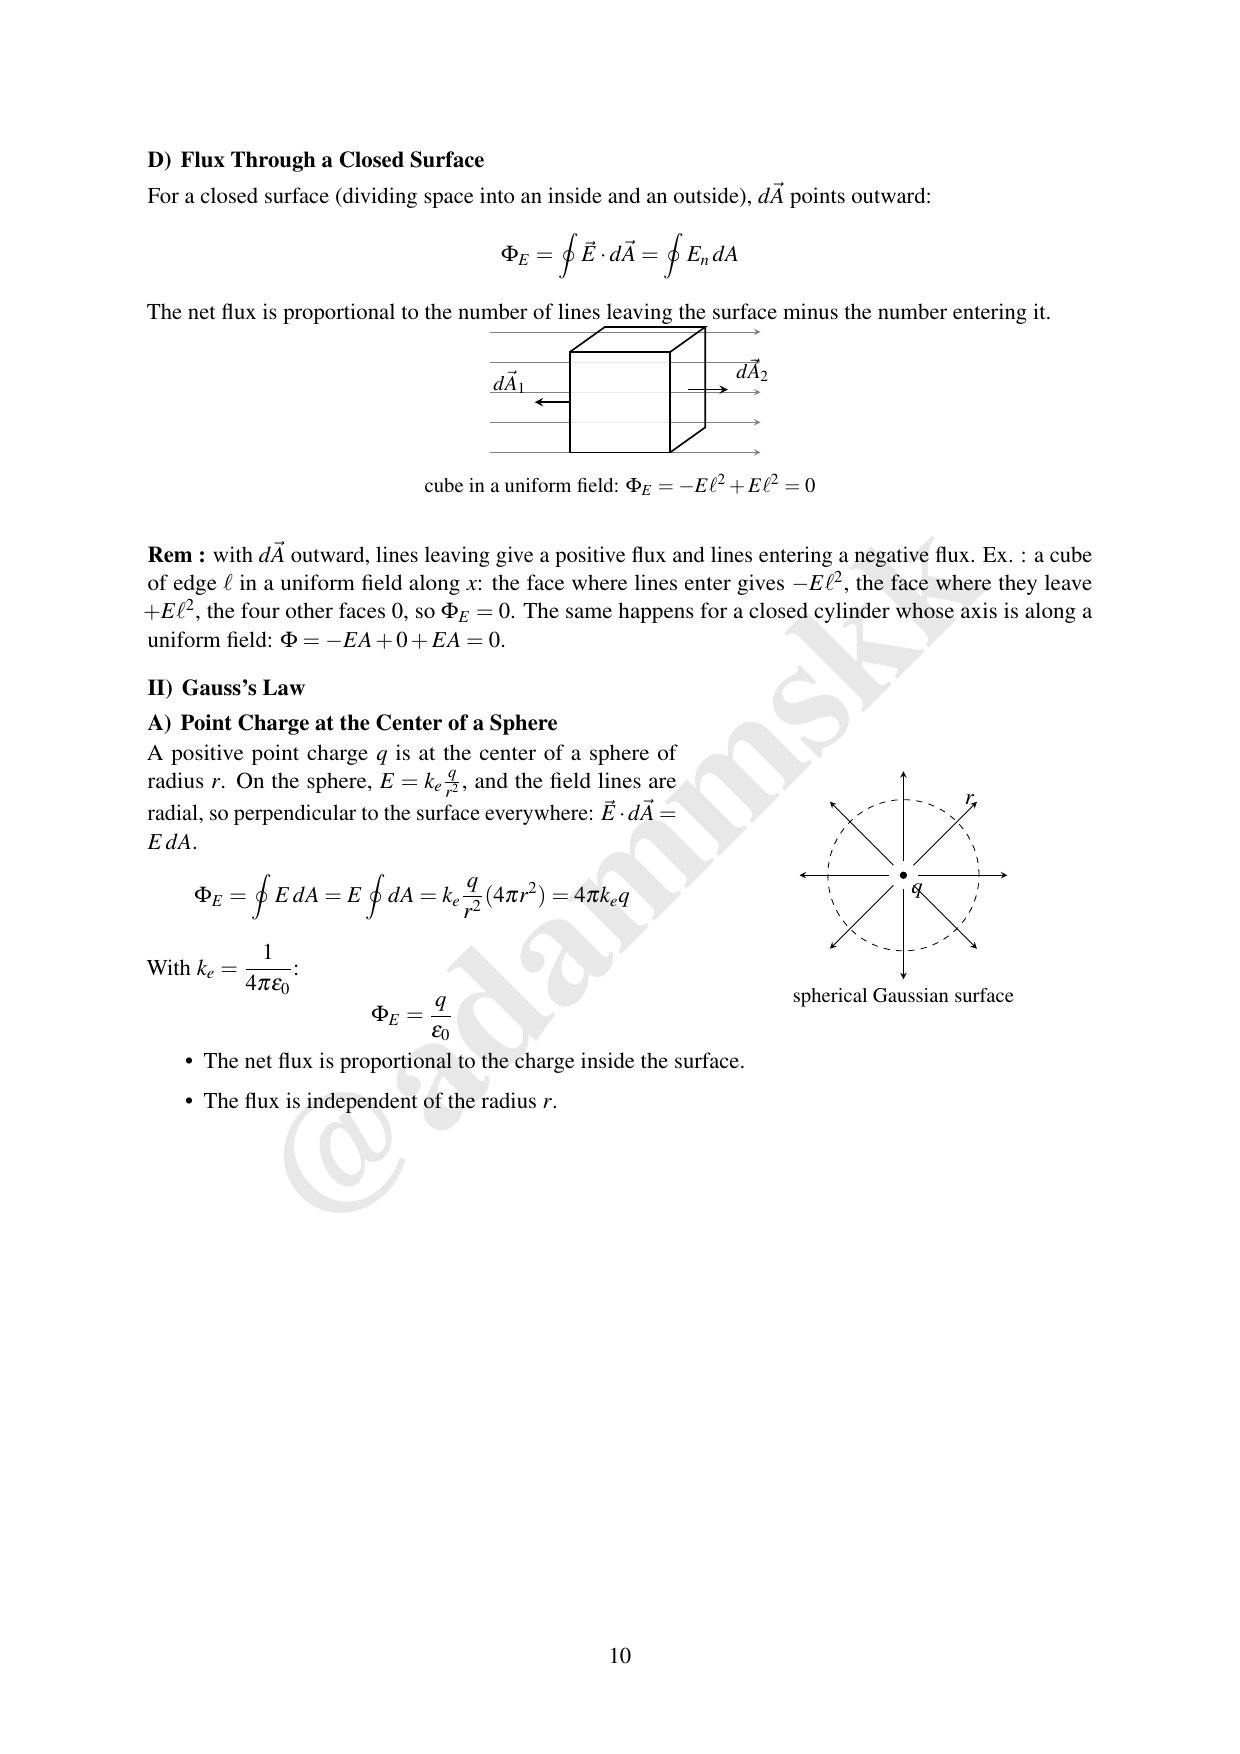 D) Flux Through a Closed Surface
For a closed surface (dividing space into an inside and an outside), dA⃗ points outward:
Φ_E = ∮ E⃗ · dA⃗ = ∮ E_n dA
The net flux is proportional to the number of lines leaving the surface minus the number entering it.
dA⃗₁
dA⃗₂
cube in a uniform field: Φ_E = −Eℓ² + Eℓ² = 0
Rem : with dA⃗ outward, lines leaving give a positive flux and lines entering a negative flux. Ex. : a cube
of edge ℓ in a uniform field along x: the face where lines enter gives −Eℓ², the face where they leave
+Eℓ², the four other faces 0, so Φ_E = 0. The same happens for a closed cylinder whose axis is along a
uniform field: Φ = −EA + 0 + EA = 0.
II) Gauss's Law
A) Point Charge at the Center of a Sphere
A positive point charge q is at the center of a sphere of
radius r. On the sphere, E = k_e q/r², and the field lines are
radial, so perpendicular to the surface everywhere: E⃗ · dA⃗ =
E dA.
Φ_E = ∮ E dA = E ∮ dA = k_e q/r² (4πr²) = 4πk_e q
With k_e = 1/4πε₀:
Φ_E = q/ε₀
r
q
spherical Gaussian surface
• The net flux is proportional to the charge inside the surface.
• The flux is independent of the radius r.
@adammskk
10